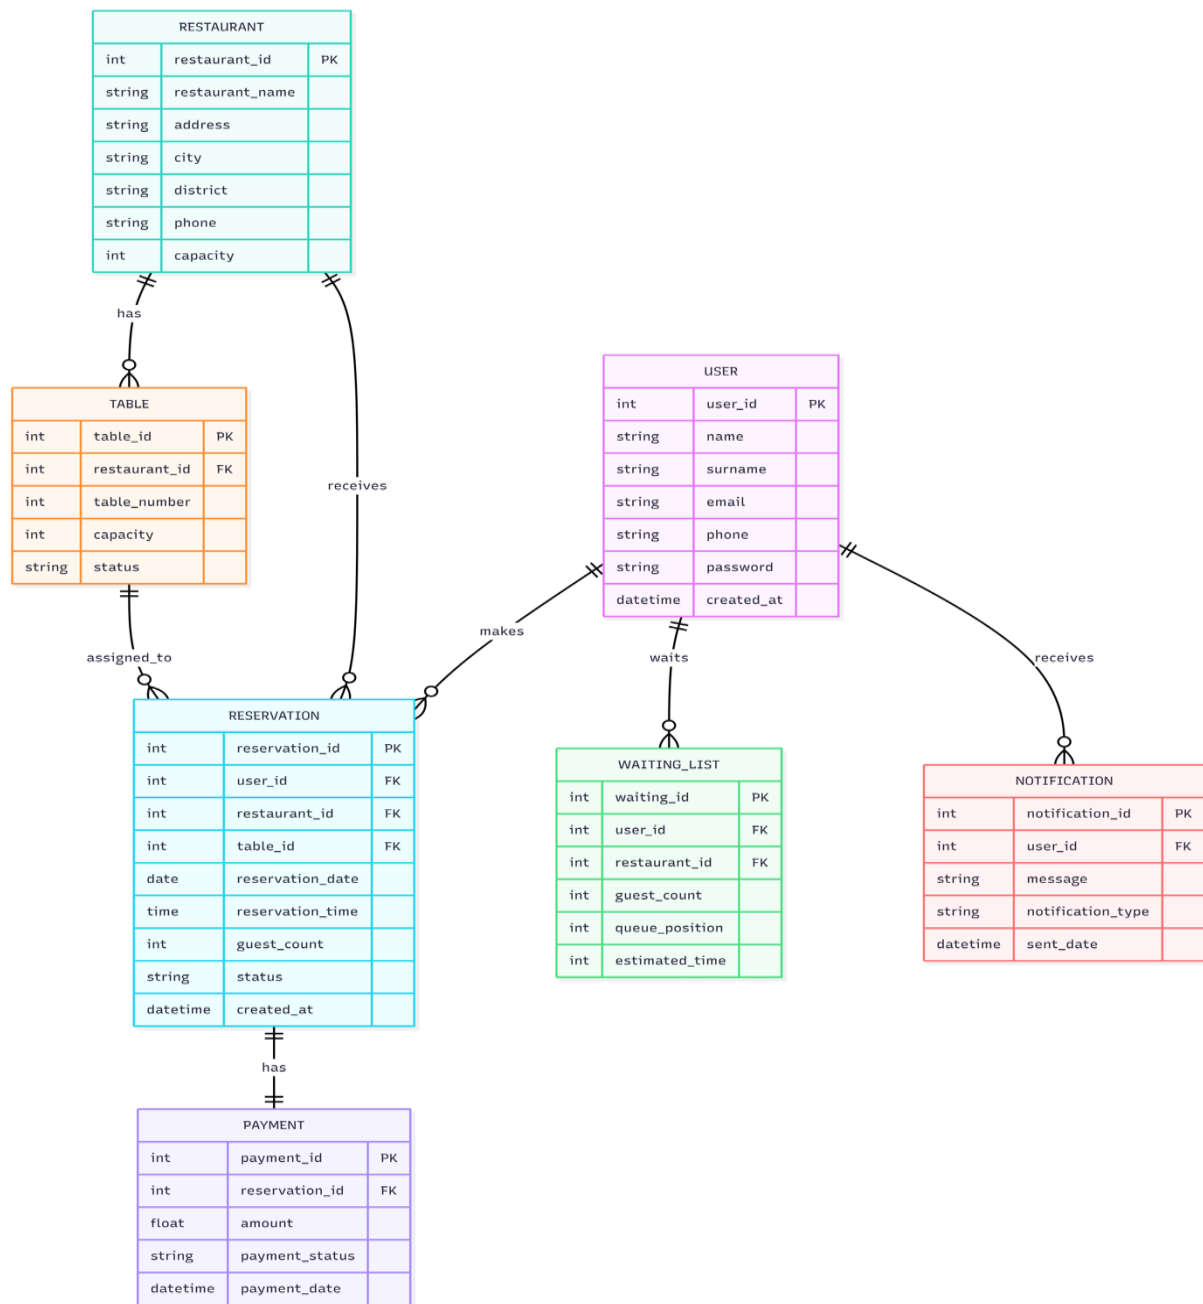 RESTAURANT
int restaurant_id PK
string restaurant_name
string address
string city
string district
string phone
int capacity
has
receives
TABLE
int table_id PK
int restaurant_id FK
int table_number
int capacity
string status
assigned_to
USER
int user_id PK
string name
string surname
string email
string phone
string password
datetime created_at
makes
waits
receives
RESERVATION
int reservation_id PK
int user_id FK
int restaurant_id FK
int table_id FK
date reservation_date
time reservation_time
int guest_count
string status
datetime created_at
WAITING_LIST
int waiting_id PK
int user_id FK
int restaurant_id FK
int guest_count
int queue_position
int estimated_time
NOTIFICATION
int notification_id PK
int user_id FK
string message
string notification_type
datetime sent_date
has
PAYMENT
int payment_id PK
int reservation_id FK
float amount
string payment_status
datetime payment_date